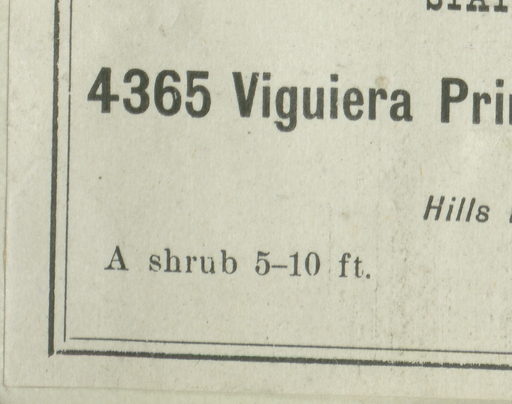 4365 Viguiera
Hills
A shrub 5–10 ft.